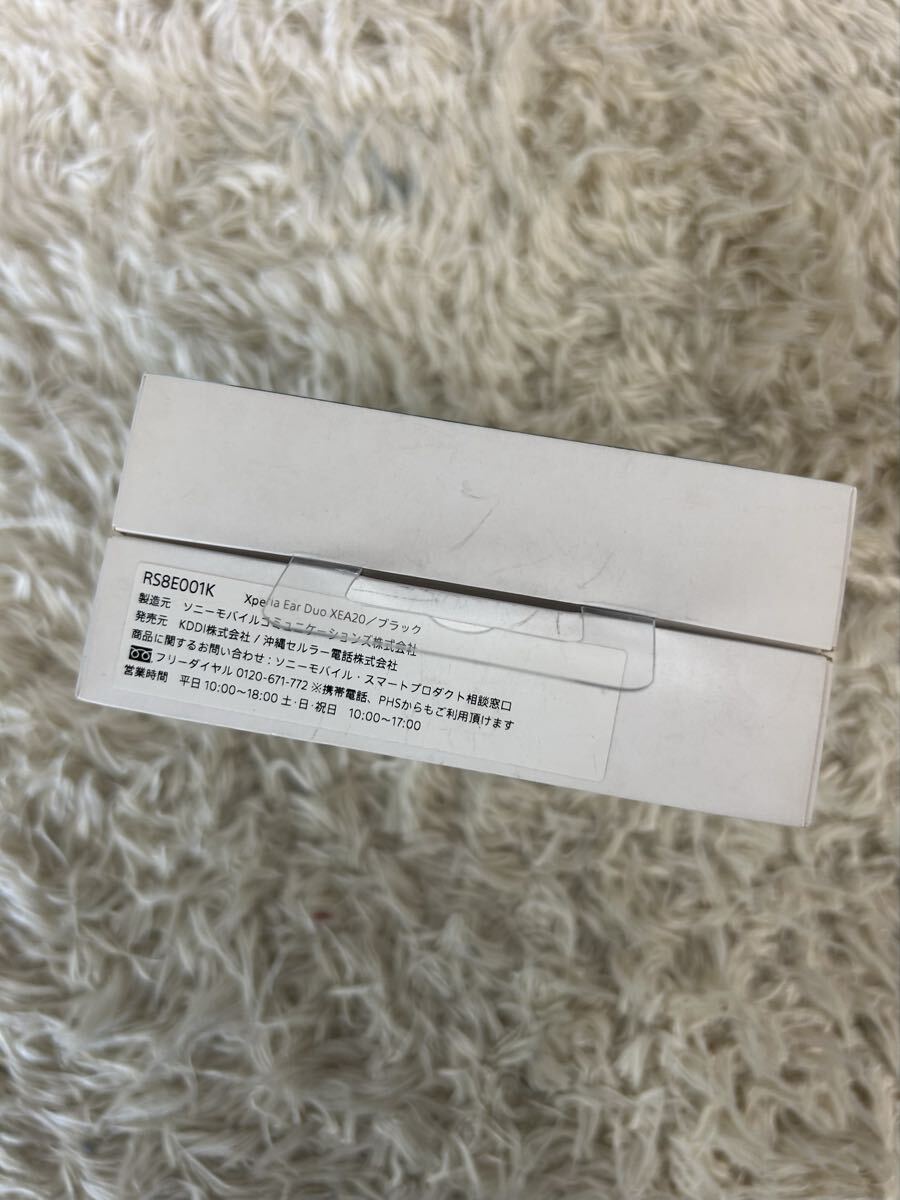 RS8E001K Xperia Ear Duo XEA20／ブラック
製造元 ソニーモバイルコミュニケーションズ株式会社
発売元 KDDI株式会社 / 沖縄セルラー電話株式会社
商品に関するお問い合わせ：ソニーモバイル・スマートプロダクト相談窓口
フリーダイヤル 0120-671-772 ※携帯電話、PHSからもご利用頂けます
営業時間 平日 10:00～18:00 土・日・祝日 10:00～17:00